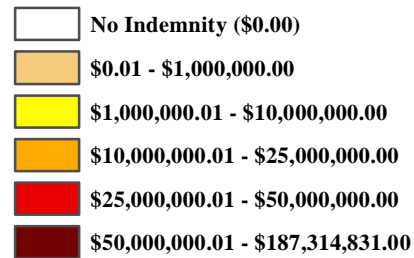 No Indemnity ($0.00)
$0.01 - $1,000,000.00
$1,000,000.01 - $10,000,000.00
$10,000,000.01 - $25,000,000.00
$25,000,000.01 - $50,000,000.00
$50,000,000.01 - $187,314,831.00